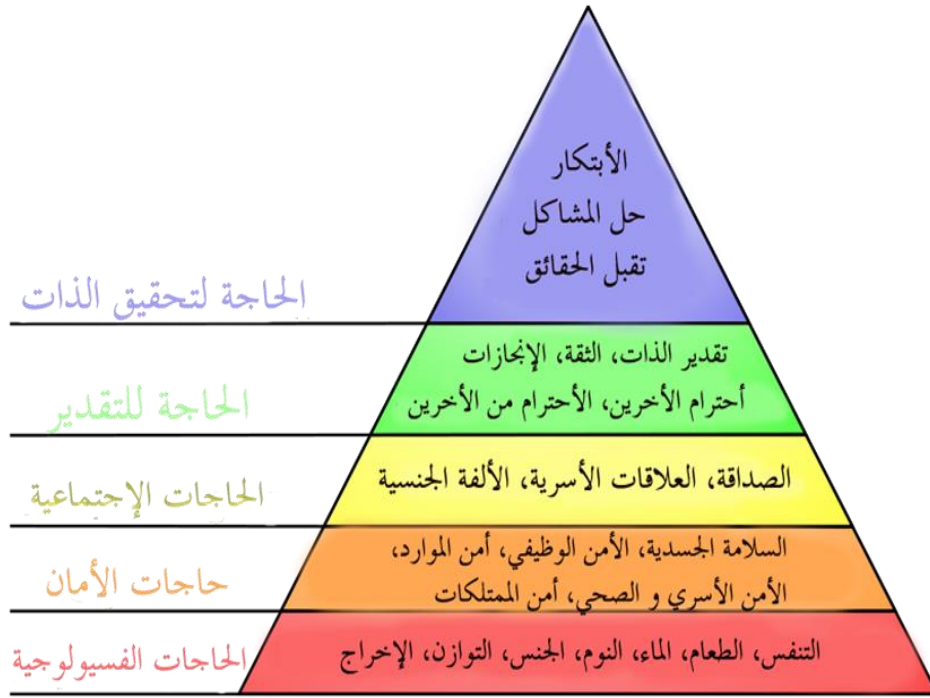 الأبتكار
حل المشاكل
تقبل الحقائق
الحاجة لتحقيق الذات
تقدير الذات، الثقة، الإنجازات
أحترام الأخرين، الأحترام من الأخرين
الحاجة للتقدير
الصداقة، العلاقات الأسرية، الألفة الجنسية
الحاجات الإجتماعية
السلامة الجسدية، الأمن الوظيفي، أمن الموارد،
الأمن الأسري و الصحي، أمن الممتلكات
حاجات الأمان
التنفس، الطعام، الماء، النوم، الجنس، التوازن، الإخراج
الحاجات الفسيولوجية